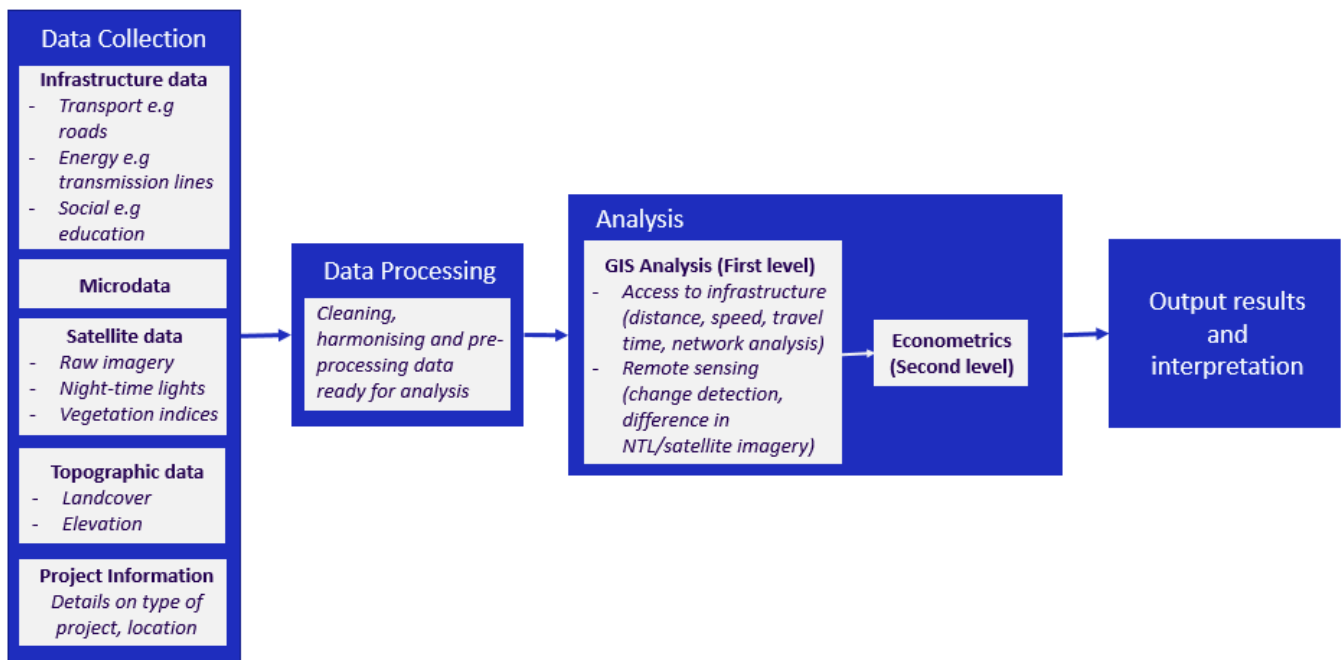 Data Collection
Infrastructure data
- Transport e.g
roads
- Energy e.g
transmission lines
- Social e.g
education
Microdata
Satellite data
- Raw imagery
- Night-time lights
- Vegetation indices
Topographic data
- Landcover
- Elevation
Project Information
Details on type of
project, location
Data Processing
Cleaning,
harmonising and pre-
processing data
ready for analysis
Analysis
GIS Analysis (First level)
- Access to infrastructure
(distance, speed, travel
time, network analysis)
- Remote sensing
(change detection,
difference in
NTL/satellite imagery)
Econometrics
(Second level)
Output results
and
interpretation